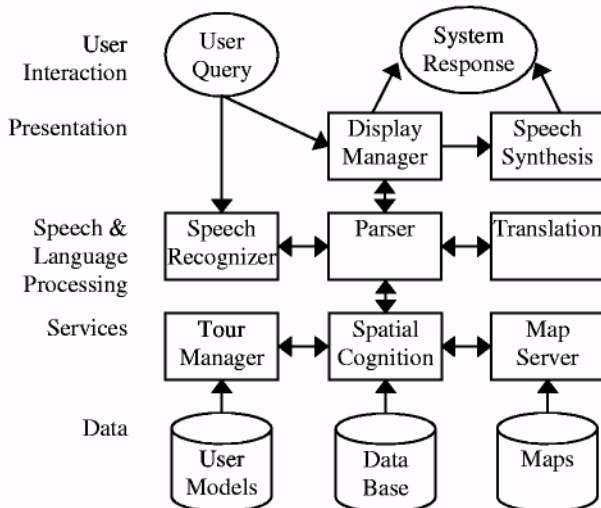 User
Interaction
User
Query
System
Response
Presentation
Display
Manager
Speech
Synthesis
Speech &
Language
Processing
Speech
Recognizer
Parser
Translation
Services
Tour
Manager
Spatial
Cognition
Map
Server
Data
User
Models
Data
Base
Maps